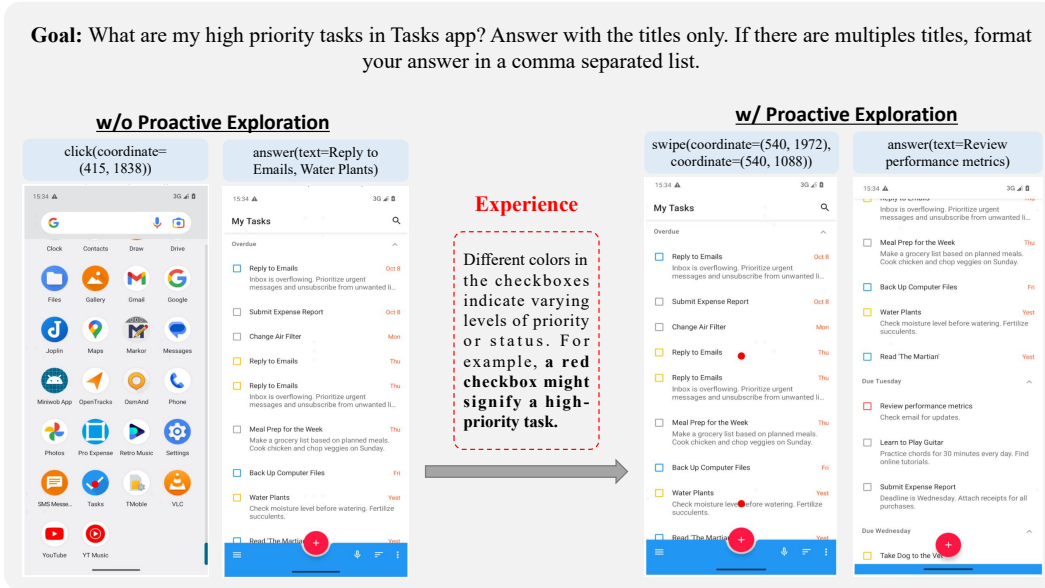 Goal: What are my high priority tasks in Tasks app? Answer with the titles only. If there are multiples titles, format
your answer in a comma separated list.
w/o Proactive Exploration
click(coordinate=
(415, 1838))
answer(text=Reply to
Emails, Water Plants)
15:34
3G
Clock Contacts Draw Drive
Files Gallery Gmail Google
Joplin Maps Markor Messages
Miniwob App OpenTracks OsmAnd Phone
Photos Pro Expense Retro Music Settings
SMS Messe... Tasks TMoble VLC
YouTube YT Music
15:34
3G
My Tasks
Overdue
Reply to Emails Oct 8
Inbox is overflowing. Prioritize urgent
messages and unsubscribe from unwanted li...
Submit Expense Report Oct 8
Change Air Filter Mon
Reply to Emails Thu
Reply to Emails Thu
Inbox is overflowing. Prioritize urgent
messages and unsubscribe from unwanted li...
Meal Prep for the Week Thu
Make a grocery list based on planned meals.
Cook chicken and chop veggies on Sunday.
Back Up Computer Files Fri
Water Plants Yest
Check moisture level before watering. Fertilize
succulents.
Read 'The Martian' Yest
Experience
Different colors in
the checkboxes
indicate varying
levels of priority
or status. For
example, a red
checkbox might
signify a high-
priority task.
w/ Proactive Exploration
swipe(coordinate=(540, 1972),
coordinate=(540, 1088))
answer(text=Review
performance metrics)
15:34
3G
My Tasks
Overdue
Reply to Emails Oct 8
Inbox is overflowing. Prioritize urgent
messages and unsubscribe from unwanted li...
Submit Expense Report Oct 8
Change Air Filter Mon
Reply to Emails Thu
Reply to Emails Thu
Inbox is overflowing. Prioritize urgent
messages and unsubscribe from unwanted li...
Meal Prep for the Week Thu
Make a grocery list based on planned meals.
Cook chicken and chop veggies on Sunday.
Back Up Computer Files Fri
Water Plants Yest
Check moisture level before watering. Fertilize
succulents.
Read 'The Martian' Yest
15:34
3G
Reply to Emails Thu
Inbox is overflowing. Prioritize urgent
messages and unsubscribe from unwanted li...
Meal Prep for the Week Thu
Make a grocery list based on planned meals.
Cook chicken and chop veggies on Sunday.
Back Up Computer Files Fri
Water Plants Yest
Check moisture level before watering. Fertilize
succulents.
Read 'The Martian' Yest
Due Tuesday
Review performance metrics
Check email for updates.
Learn to Play Guitar
Practice chords for 30 minutes every day. Find
online tutorials.
Submit Expense Report
Deadline is Wednesday. Attach receipts for all
purchases.
Due Wednesday
Take Dog to the Vet